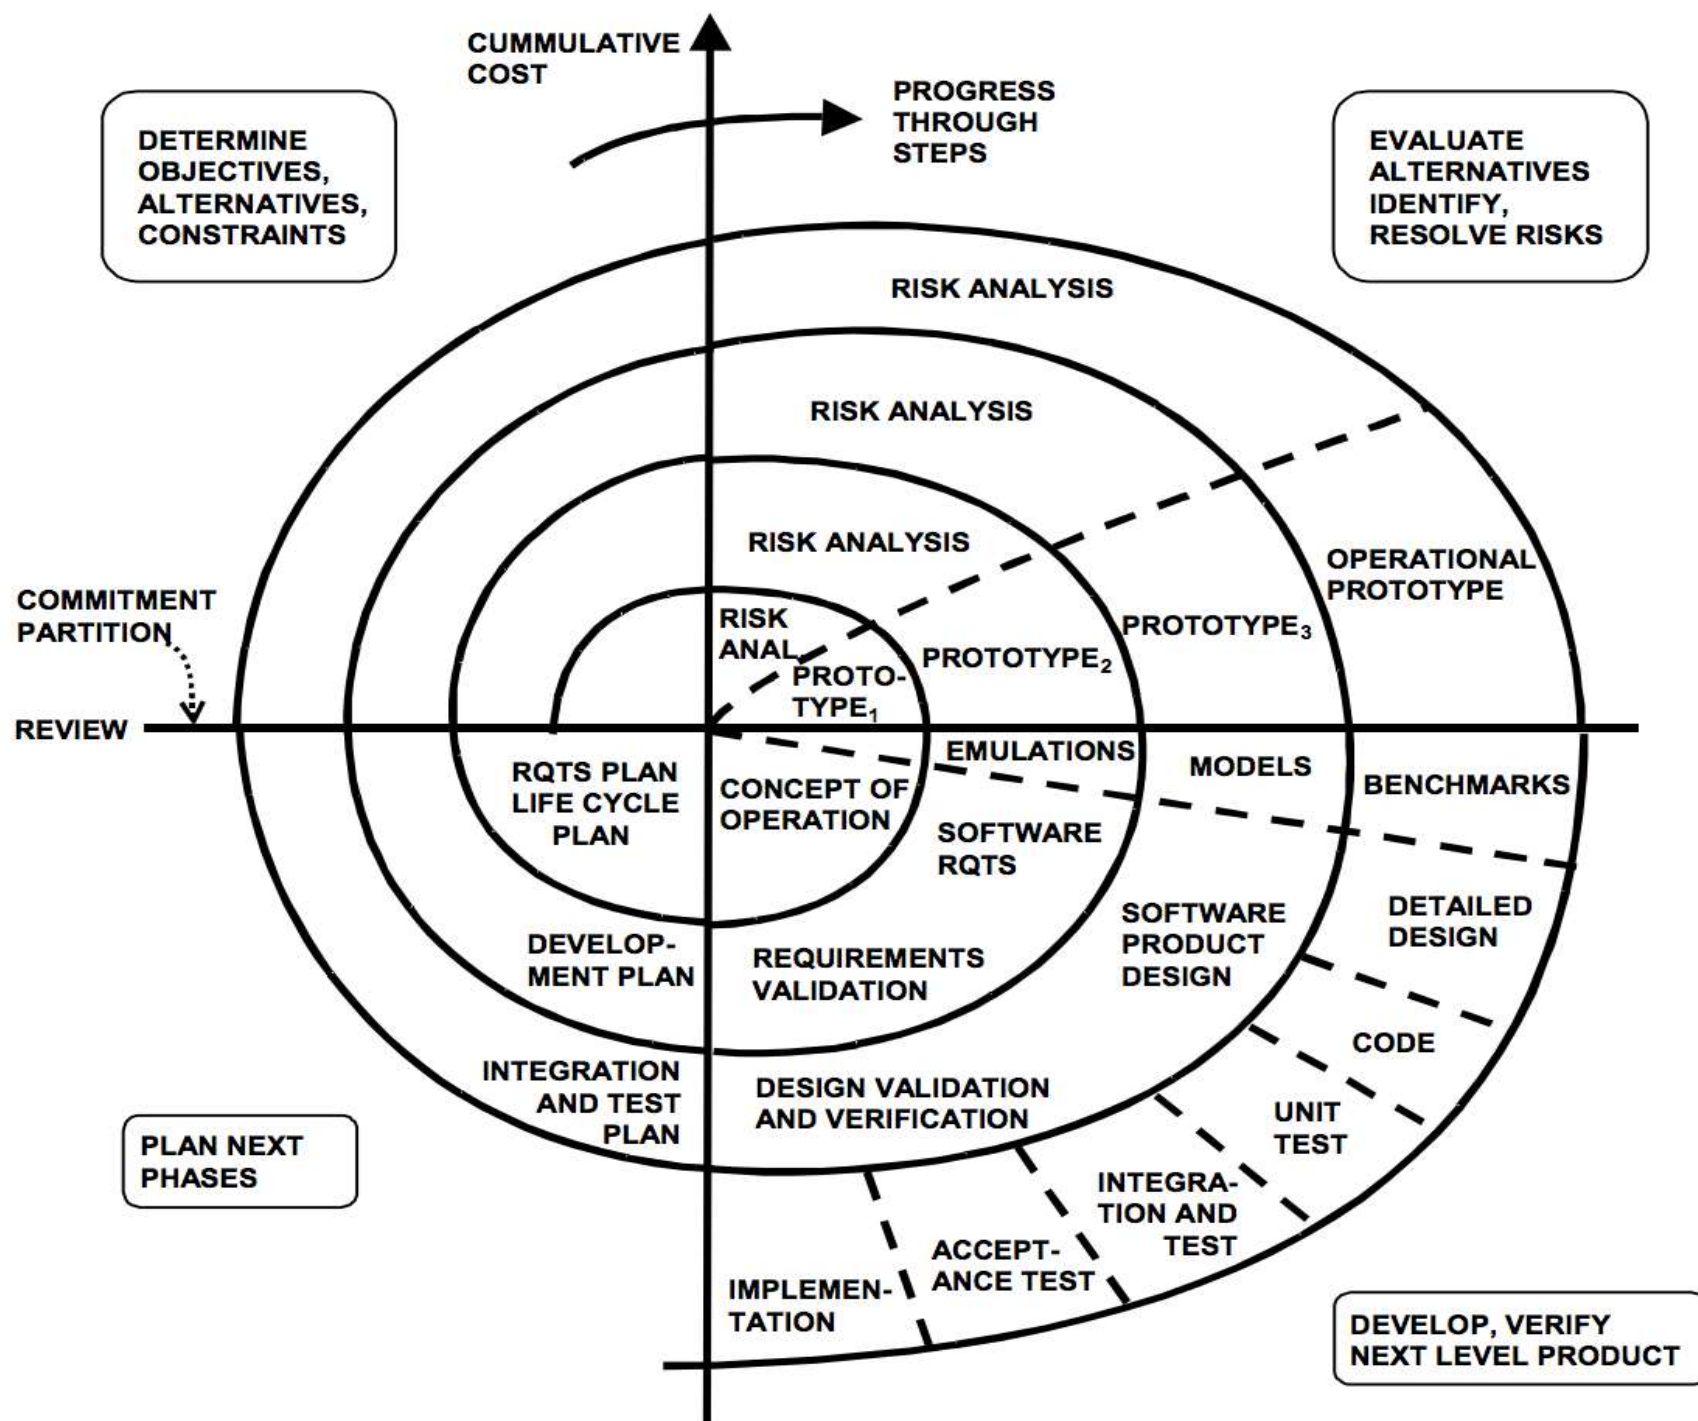 CUMMULATIVE
COST
PROGRESS
THROUGH
STEPS
DETERMINE
OBJECTIVES,
ALTERNATIVES,
CONSTRAINTS
EVALUATE
ALTERNATIVES
IDENTIFY,
RESOLVE RISKS
RISK ANALYSIS
RISK ANALYSIS
RISK ANALYSIS
RISK
ANAL.
PROTO-
TYPE1
PROTOTYPE2
PROTOTYPE3
OPERATIONAL
PROTOTYPE
COMMITMENT
PARTITION
REVIEW
EMULATIONS
MODELS
BENCHMARKS
RQTS PLAN
LIFE CYCLE
PLAN
CONCEPT OF
OPERATION
SOFTWARE
RQTS
SOFTWARE
PRODUCT
DESIGN
DETAILED
DESIGN
DEVELOP-
MENT PLAN
REQUIREMENTS
VALIDATION
CODE
INTEGRATION
AND TEST
PLAN
DESIGN VALIDATION
AND VERIFICATION
UNIT
TEST
PLAN NEXT
PHASES
INTEGRA-
TION AND
TEST
ACCEPT-
ANCE TEST
IMPLEMEN-
TATION
DEVELOP, VERIFY
NEXT LEVEL PRODUCT